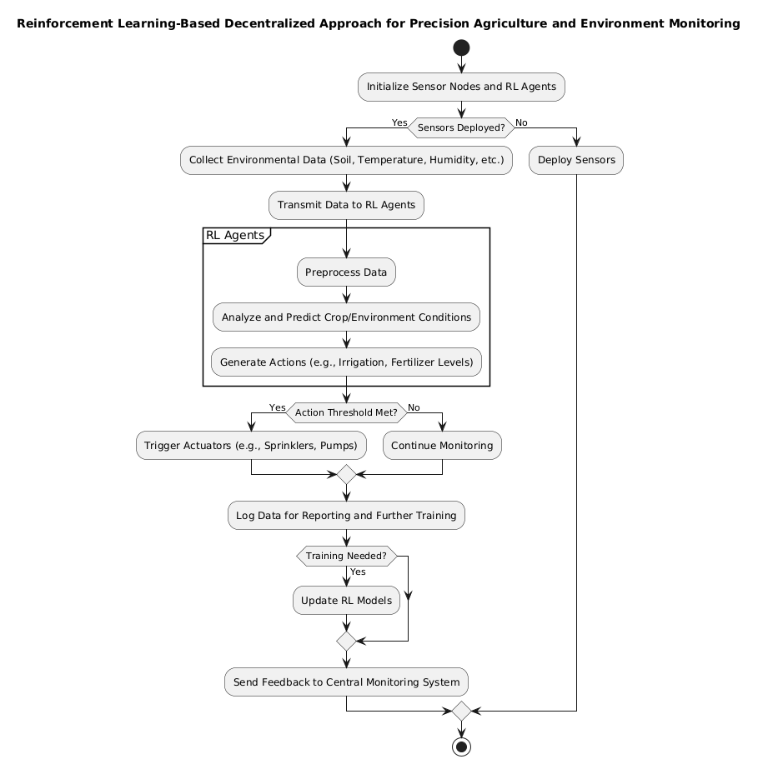 Reinforcement Learning-Based Decentralized Approach for Precision Agriculture and Environment Monitoring
Initialize Sensor Nodes and RL Agents
Sensors Deployed?
Yes
No
Collect Environmental Data (Soil, Temperature, Humidity, etc.)
Deploy Sensors
Transmit Data to RL Agents
RL Agents
Preprocess Data
Analyze and Predict Crop/Environment Conditions
Generate Actions (e.g., Irrigation, Fertilizer Levels)
Action Threshold Met?
Yes
No
Trigger Actuators (e.g., Sprinklers, Pumps)
Continue Monitoring
Log Data for Reporting and Further Training
Training Needed?
Yes
Update RL Models
Send Feedback to Central Monitoring System